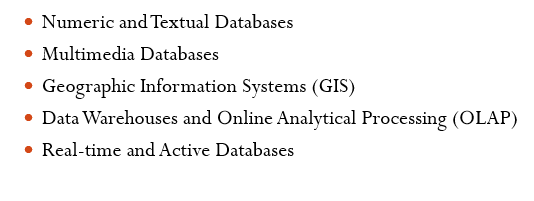 • Numeric and Textual Databases
• Multimedia Databases
• Geographic Information Systems (GIS)
• Data Warehouses and Online Analytical Processing (OLAP)
• Real-time and Active Databases